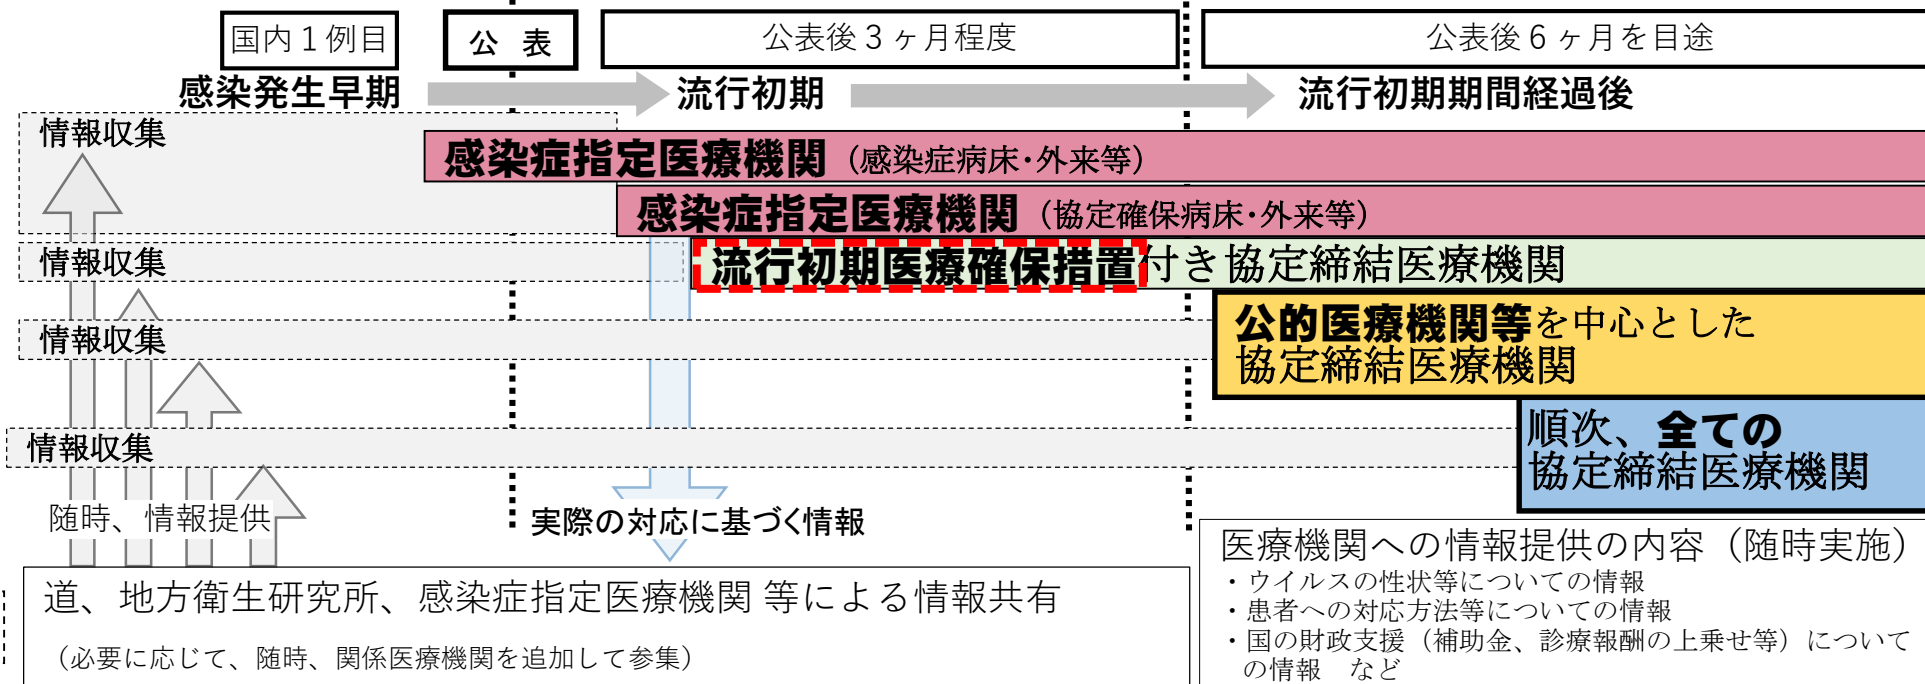 国内１例目
公 表
公表後３ヶ月程度
公表後６ヶ月を目途
感染発生早期
流行初期
流行初期期間経過後
情報収集
感染症指定医療機関（感染症病床・外来等）
感染症指定医療機関（協定確保病床・外来等）
情報収集
流行初期医療確保措置付き協定締結医療機関
情報収集
公的医療機関等を中心とした
協定締結医療機関
情報収集
順次、全ての
協定締結医療機関
随時、情報提供
実際の対応に基づく情報
道、地方衛生研究所、感染症指定医療機関 等による情報共有
（必要に応じて、随時、関係医療機関を追加して参集）
医療機関への情報提供の内容（随時実施）
・ウイルスの性状等についての情報
・患者への対応方法等についての情報
・国の財政支援（補助金、診療報酬の上乗せ等）について
の情報　など